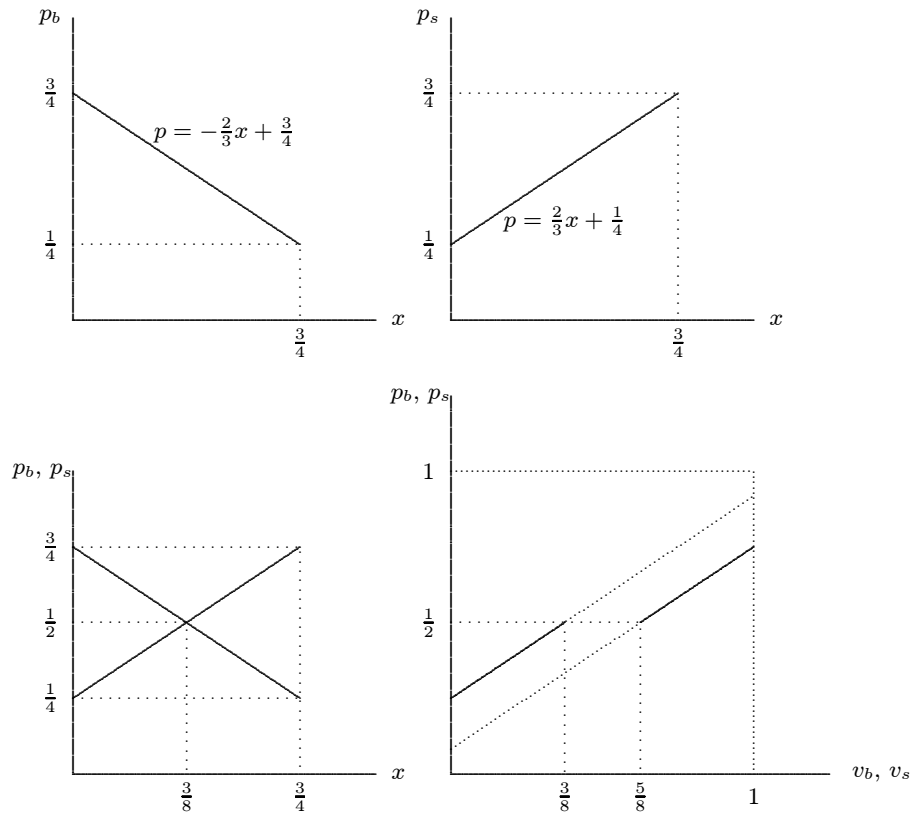 p_b
3/4
p = -2/3 x + 3/4
1/4
x
3/4
p_s
3/4
p = 2/3 x + 1/4
1/4
x
3/4
p_b, p_s
3/4
1/2
1/4
x
3/8 3/4
p_b, p_s
1
1/2
v_b, v_s
3/8 5/8 1